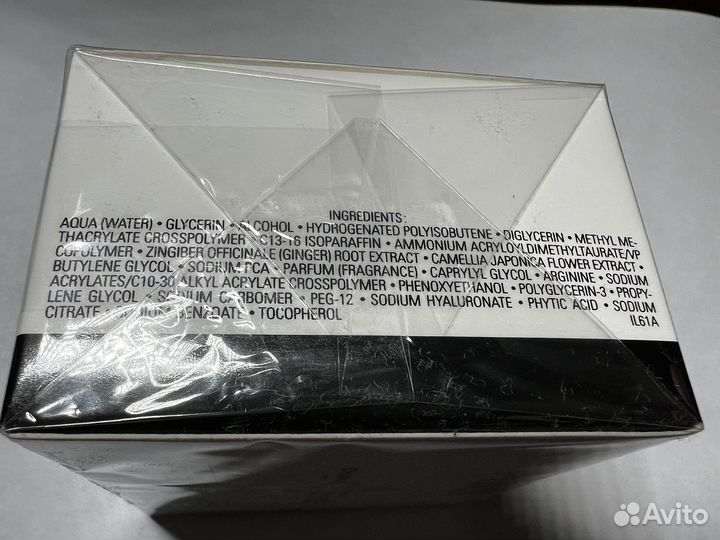 INGREDIENTS:
AQUA (WATER) • GLYCERIN • ALCOHOL • HYDROGENATED POLYISOBUTENE • DIGLYCERIN • METHYL ME-
THACRYLATE CROSSPOLYMER • C13-16 ISOPARAFFIN • AMMONIUM ACRYLOYLDIMETHYLTAURATE/VP
COPOLYMER • ZINGIBER OFFICINALE (GINGER) ROOT EXTRACT • CAMELLIA JAPONICA FLOWER EXTRACT •
BUTYLENE GLYCOL • SODIUM PCA • PARFUM (FRAGRANCE) • CAPRYLYL GLYCOL • ARGININE • SODIUM
ACRYLATES/C10-30 ALKYL ACRYLATE CROSSPOLYMER • PHENOXYETHANOL • POLYGLYCERIN-3 • PROPY-
LENE GLYCOL • SODIUM CARBOMER • PEG-12 • SODIUM HYALURONATE • PHYTIC ACID • SODIUM
CITRATE • SODIUM BENZOATE • TOCOPHEROL IL61A
Avito